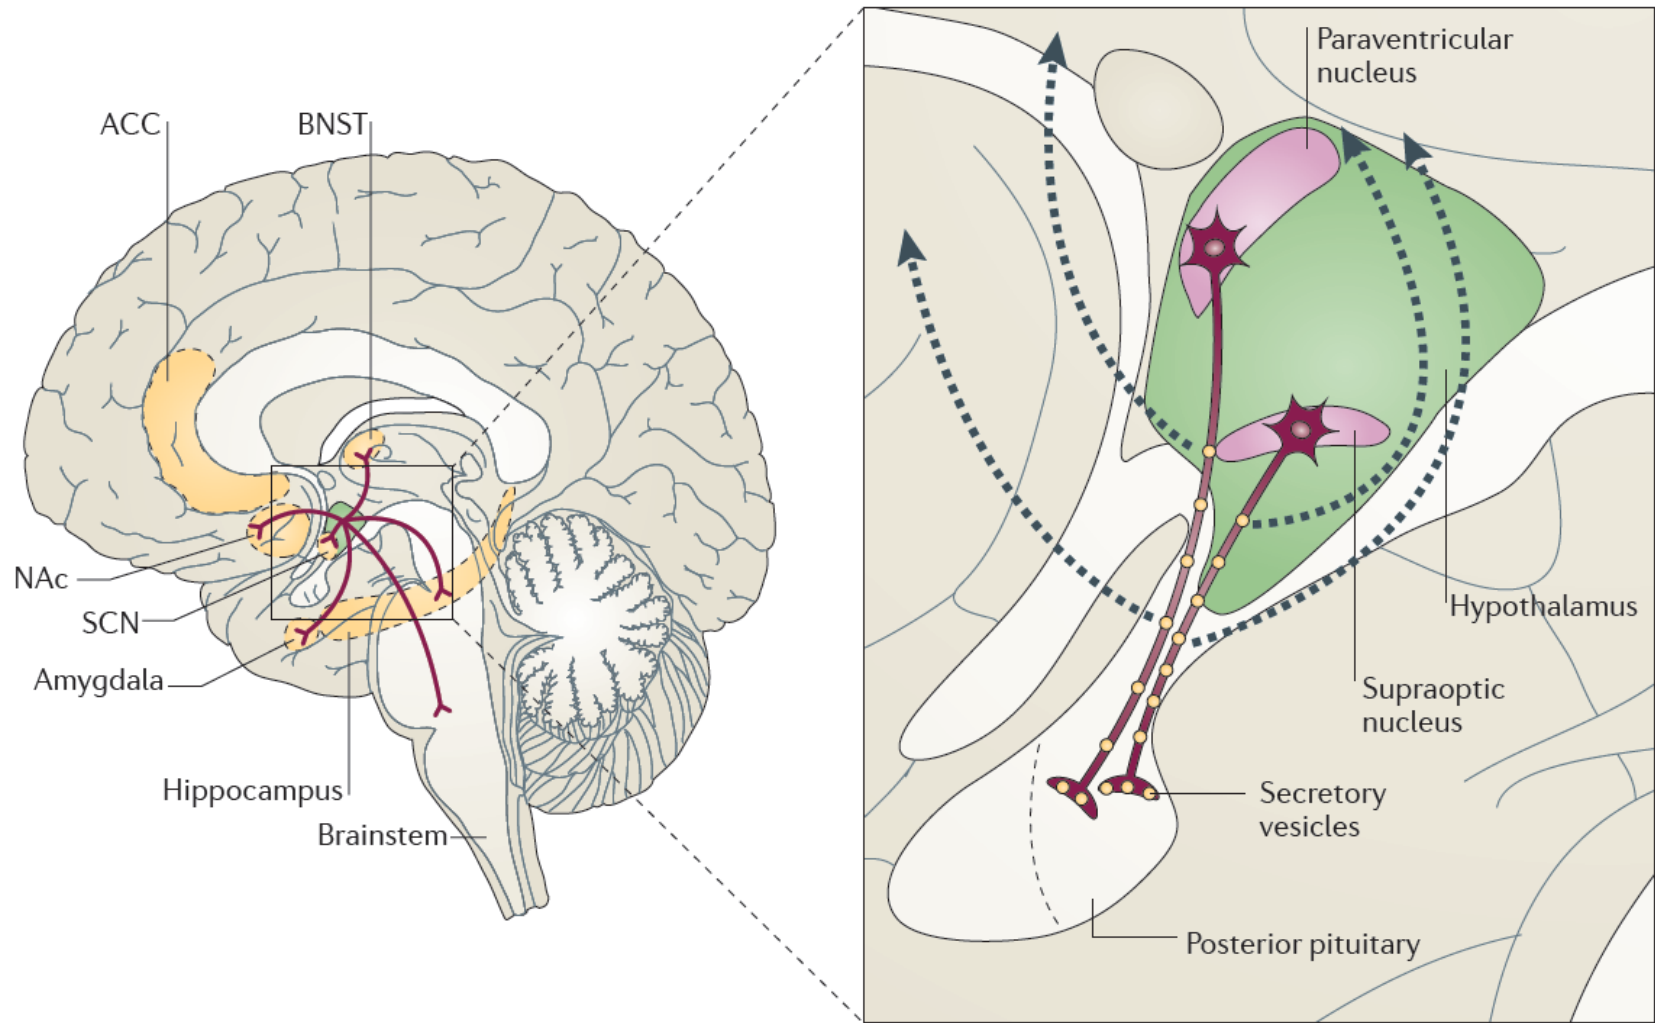 ACC
BNST
NAc
SCN
Amygdala
Hippocampus
Brainstem
Paraventricular
nucleus
Hypothalamus
Supraoptic
nucleus
Secretory
vesicles
Posterior pituitary